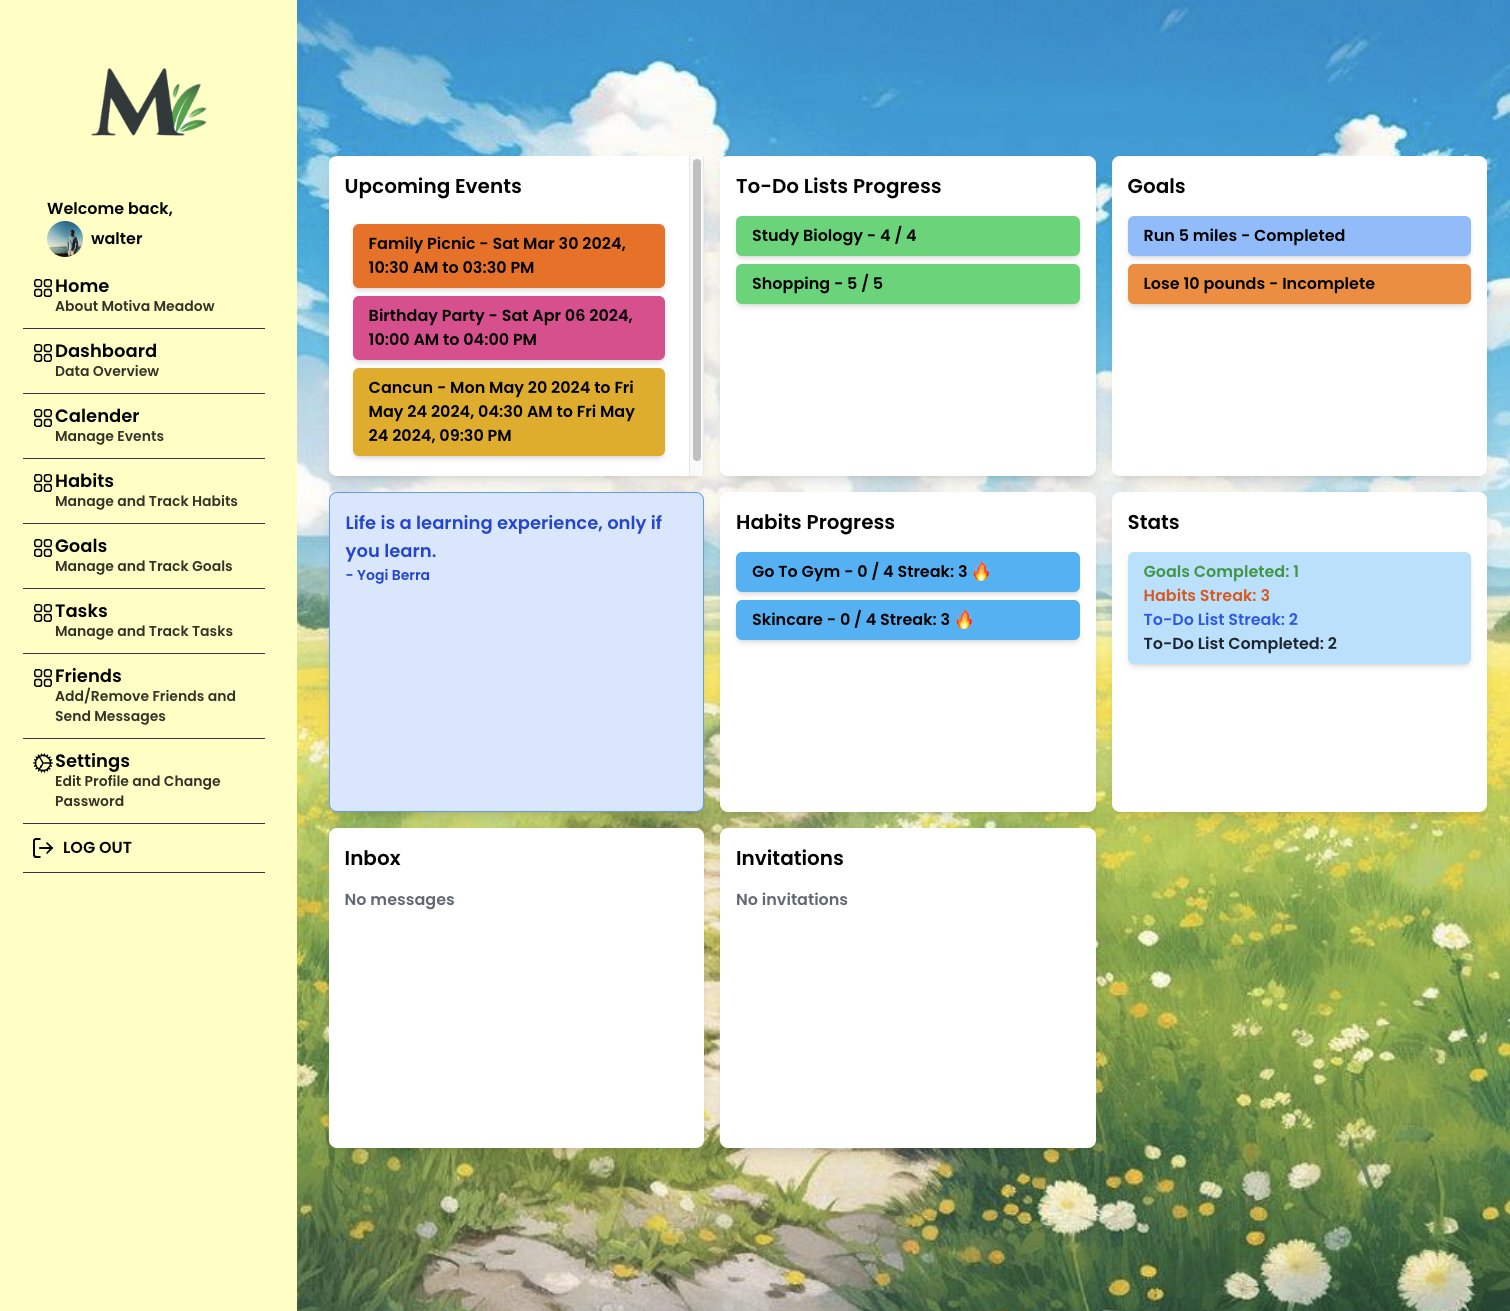 M
Welcome back,
walter
Home
About Motiva Meadow
Dashboard
Data Overview
Calender
Manage Events
Habits
Manage and Track Habits
Goals
Manage and Track Goals
Tasks
Manage and Track Tasks
Friends
Add/Remove Friends and
Send Messages
Settings
Edit Profile and Change
Password
LOG OUT
Upcoming Events
Family Picnic - Sat Mar 30 2024,
10:30 AM to 03:30 PM
Birthday Party - Sat Apr 06 2024,
10:00 AM to 04:00 PM
Cancun - Mon May 20 2024 to Fri
May 24 2024, 04:30 AM to Fri May
24 2024, 09:30 PM
To-Do Lists Progress
Study Biology - 4 / 4
Shopping - 5 / 5
Goals
Run 5 miles - Completed
Lose 10 pounds - Incomplete
Life is a learning experience, only if
you learn.
- Yogi Berra
Habits Progress
Go To Gym - 0 / 4 Streak: 3 🔥
Skincare - 0 / 4 Streak: 3 🔥
Stats
Goals Completed: 1
Habits Streak: 3
To-Do List Streak: 2
To-Do List Completed: 2
Inbox
No messages
Invitations
No invitations